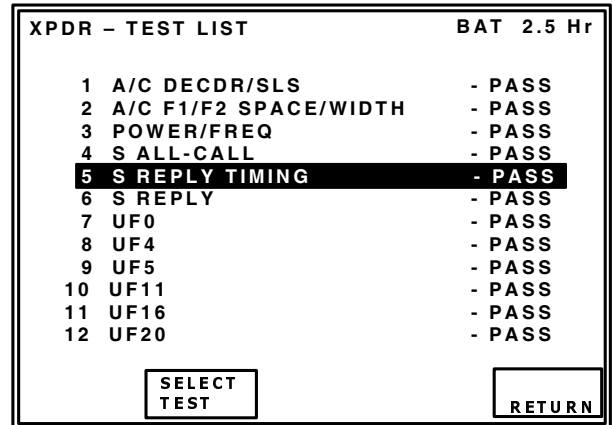 XPDR – TEST LIST BAT 2.5 Hr
1 A/C DECDR/SLS - PASS
2 A/C F1/F2 SPACE/WIDTH - PASS
3 POWER/FREQ - PASS
4 S ALL-CALL - PASS
5 S REPLY TIMING - PASS
6 S REPLY - PASS
7 UF0 - PASS
8 UF4 - PASS
9 UF5 - PASS
10 UF11 - PASS
11 UF16 - PASS
12 UF20 - PASS
SELECT
TEST
RETURN